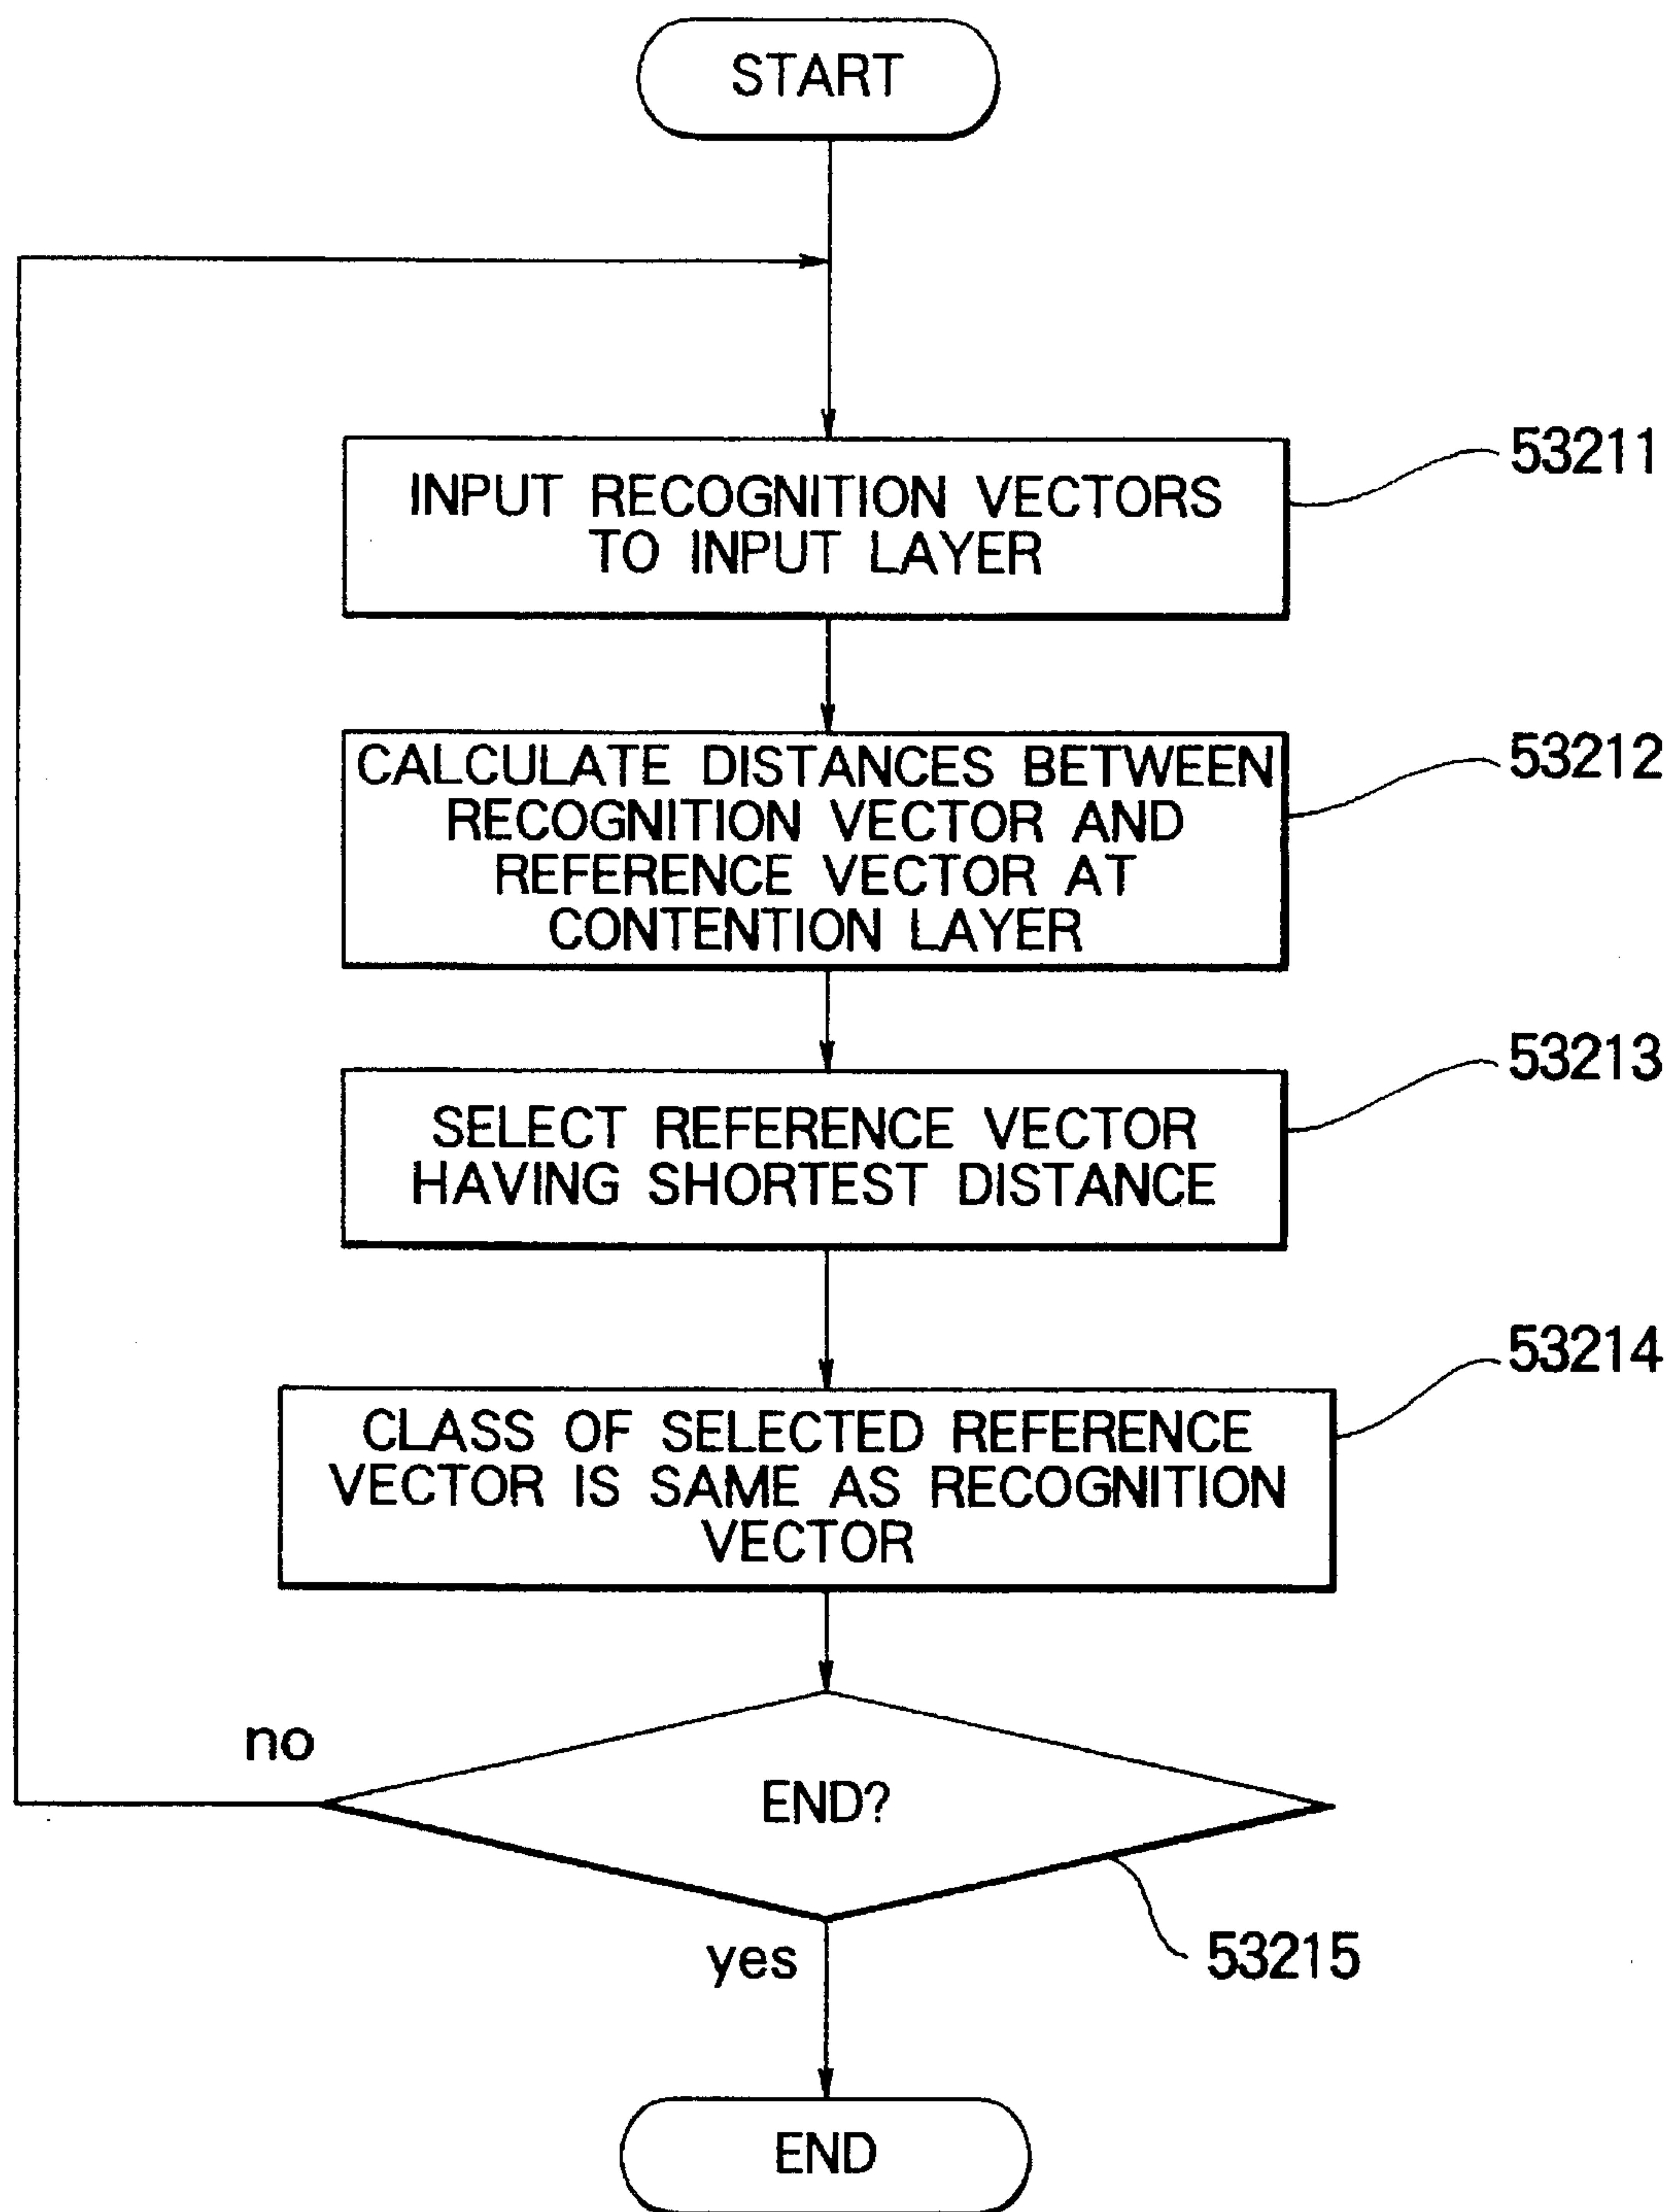 START
INPUT RECOGNITION VECTORS
TO INPUT LAYER
53211
CALCULATE DISTANCES BETWEEN
RECOGNITION VECTOR AND
REFERENCE VECTOR AT
CONTENTION LAYER
53212
SELECT REFERENCE VECTOR
HAVING SHORTEST DISTANCE
53213
CLASS OF SELECTED REFERENCE
VECTOR IS SAME AS RECOGNITION
VECTOR
53214
no
END?
yes
53215
END